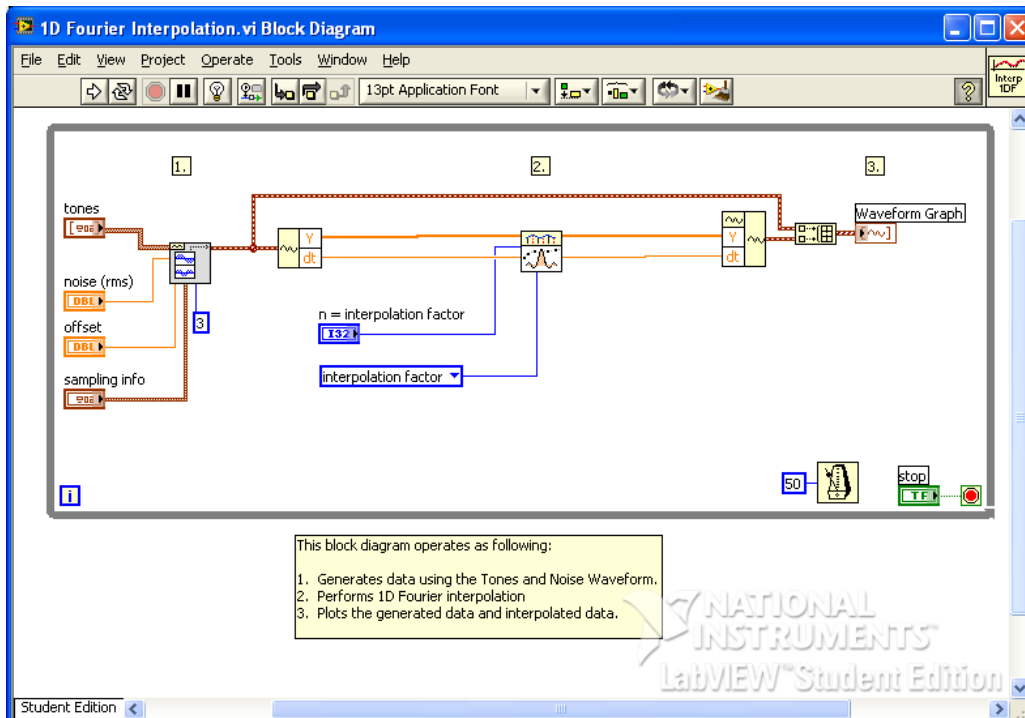 1D Fourier Interpolation.vi Block Diagram
File Edit View Project Operate Tools Window Help
13pt Application Font
?
Interp
1DF
1. 2. 3.
tones
Waveform Graph
Y
dt
Y
dt
noise (rms)
DBL
3
n = interpolation factor
I32
offset
DBL
sampling info
interpolation factor
i
50
stop
TF
This block diagram operates as following:
1. Generates data using the Tones and Noise Waveform.
2. Performs 1D Fourier interpolation
3. Plots the generated data and interpolated data.
NATIONAL
INSTRUMENTS™
LabVIEW™ Student Edition
Student Edition